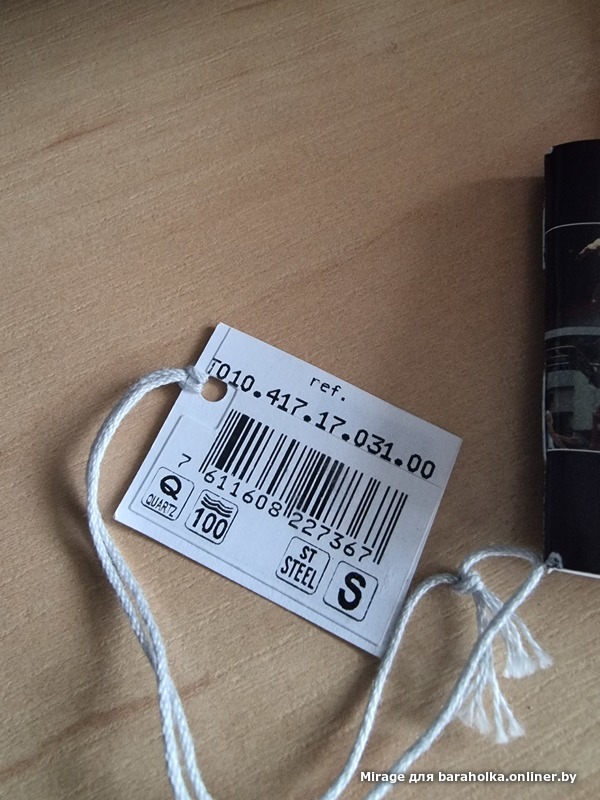 ref.
T010.417.17.031.00
7 611608 227367
Q
QUARTZ
100
ST
STEEL
S
Mirage для baraholka.onliner.by